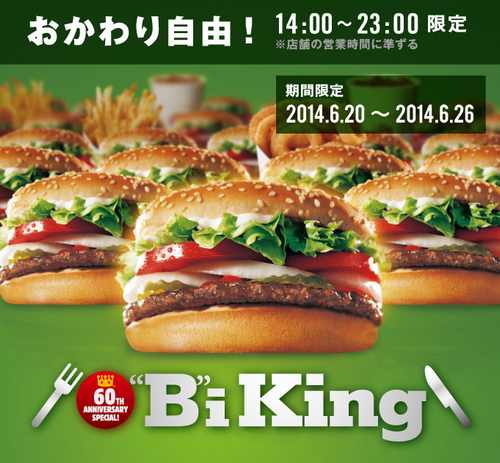 おかわり自由！ 14:00～23:00 限定
※店舗の営業時間に準ずる
期間限定
2014.6.20 ～ 2014.6.26
60TH
ANNIVERSARY
SPECIAL!
“B”i King